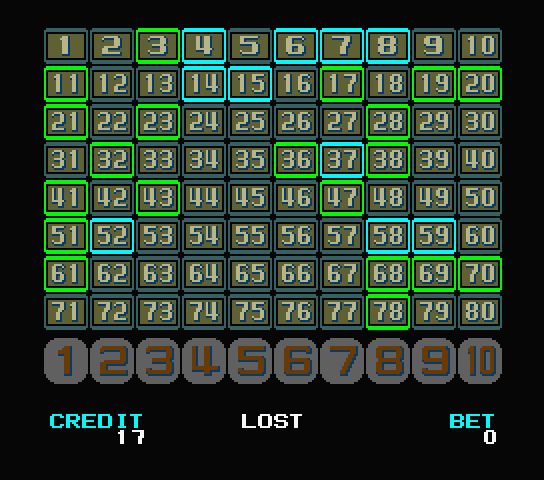 1 2 3 4 5 6 7 8 9 10
11 12 13 14 15 16 17 18 19 20
21 22 23 24 25 26 27 28 29 30
31 32 33 34 35 36 37 38 39 40
41 42 43 44 45 46 47 48 49 50
51 52 53 54 55 56 57 58 59 60
61 62 63 64 65 66 67 68 69 70
71 72 73 74 75 76 77 78 79 80
1 2 3 4 5 6 7 8 9 10
CREDIT LOST BET
17 0